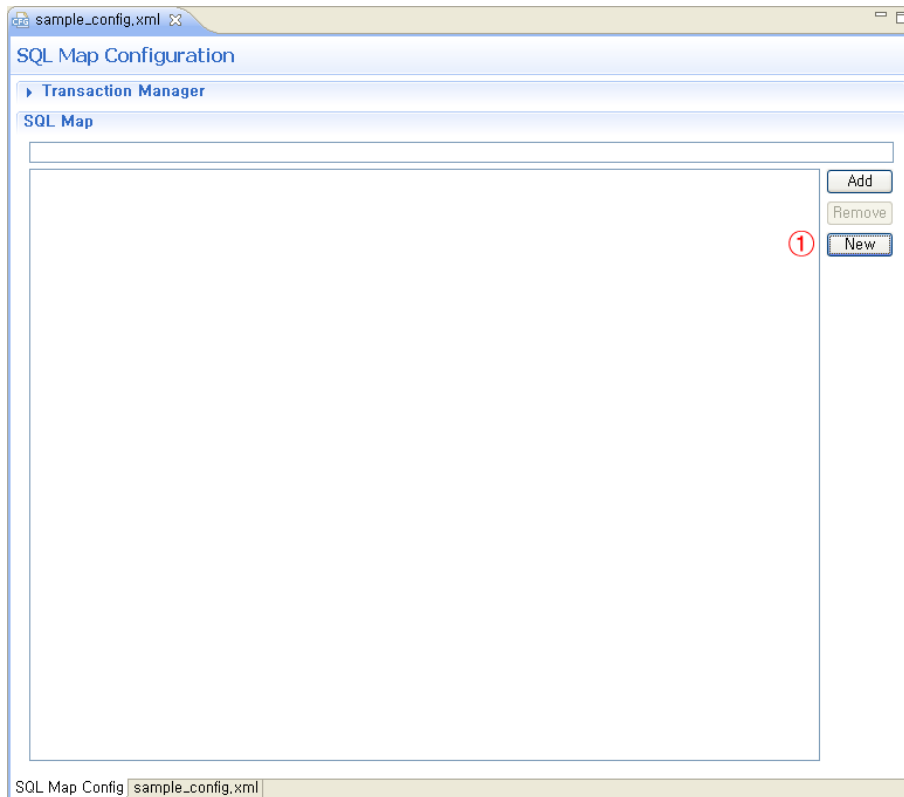 sample_config.xml
SQL Map Configuration
Transaction Manager
SQL Map
Add
Remove
① New
SQL Map Config sample_config.xml